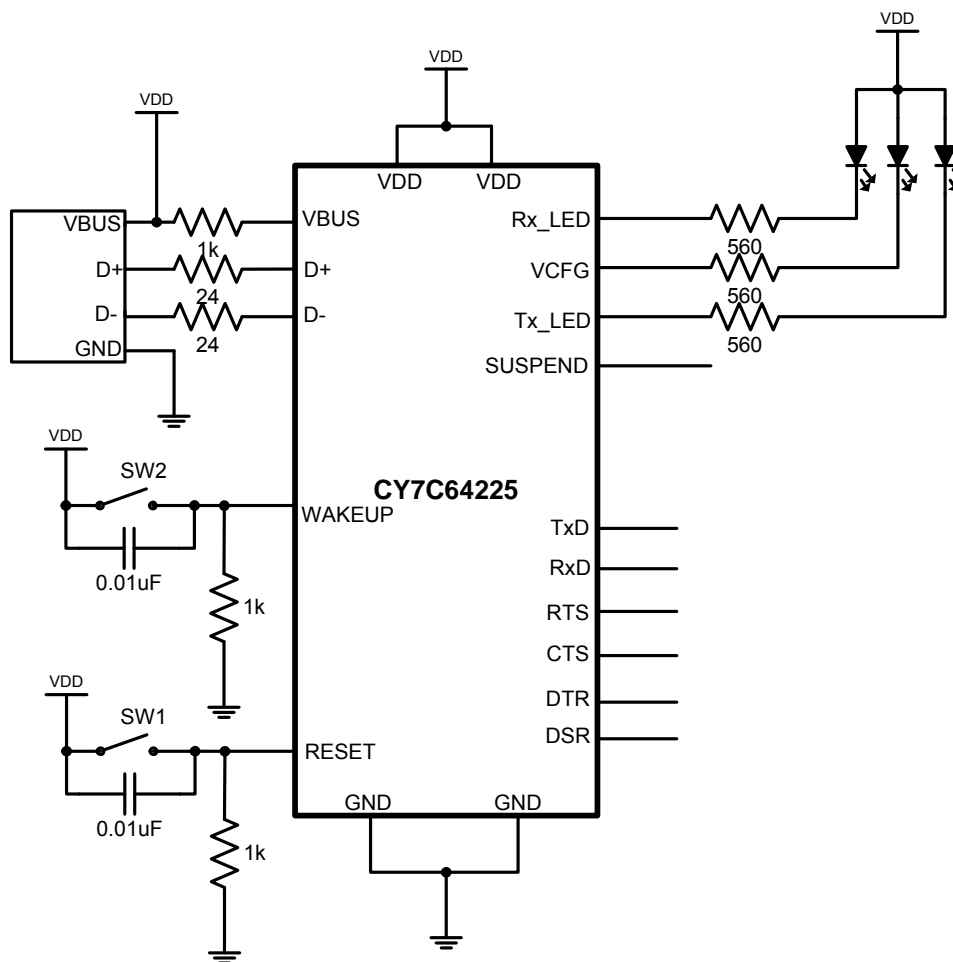 VDD
VDD
VDD
VDD VDD
VBUS
1k
VBUS
Rx_LED
560
D+
24
D+
VCFG
560
D-
24
D-
Tx_LED
560
GND
SUSPEND
VDD
SW2
0.01uF
WAKEUP
1k
CY7C64225
TxD
RxD
RTS
CTS
DTR
DSR
VDD
SW1
0.01uF
RESET
1k
GND GND